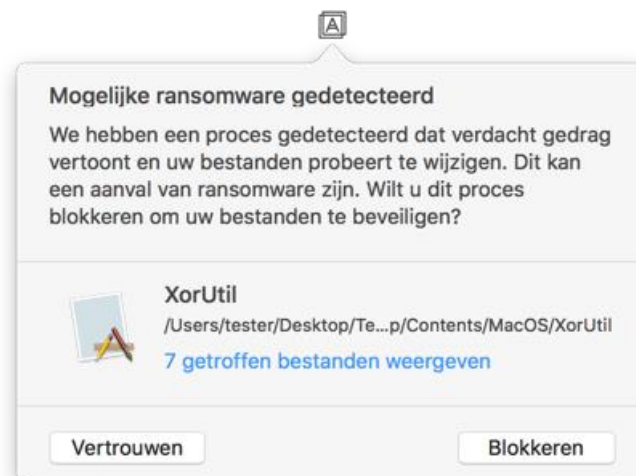 Mogelijke ransomware gedetecteerd
We hebben een proces gedetecteerd dat verdacht gedrag
vertoont en uw bestanden probeert te wijzigen. Dit kan
een aanval van ransomware zijn. Wilt u dit proces
blokkeren om uw bestanden te beveiligen?
XorUtil
/Users/tester/Desktop/Te...p/Contents/MacOS/XorUtil
7 getroffen bestanden weergeven
Vertrouwen
Blokkeren